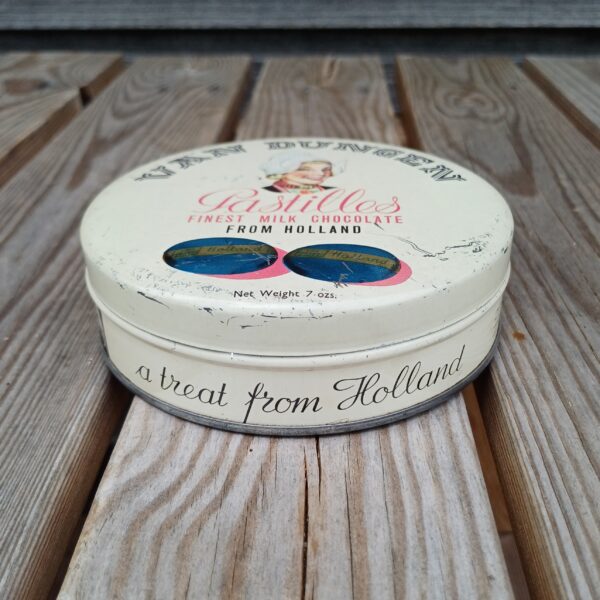 VAN DUNGEN
Pastilles
FINEST MILK CHOCOLATE
FROM HOLLAND
Net Weight 7 ozs.
a treat from Holland